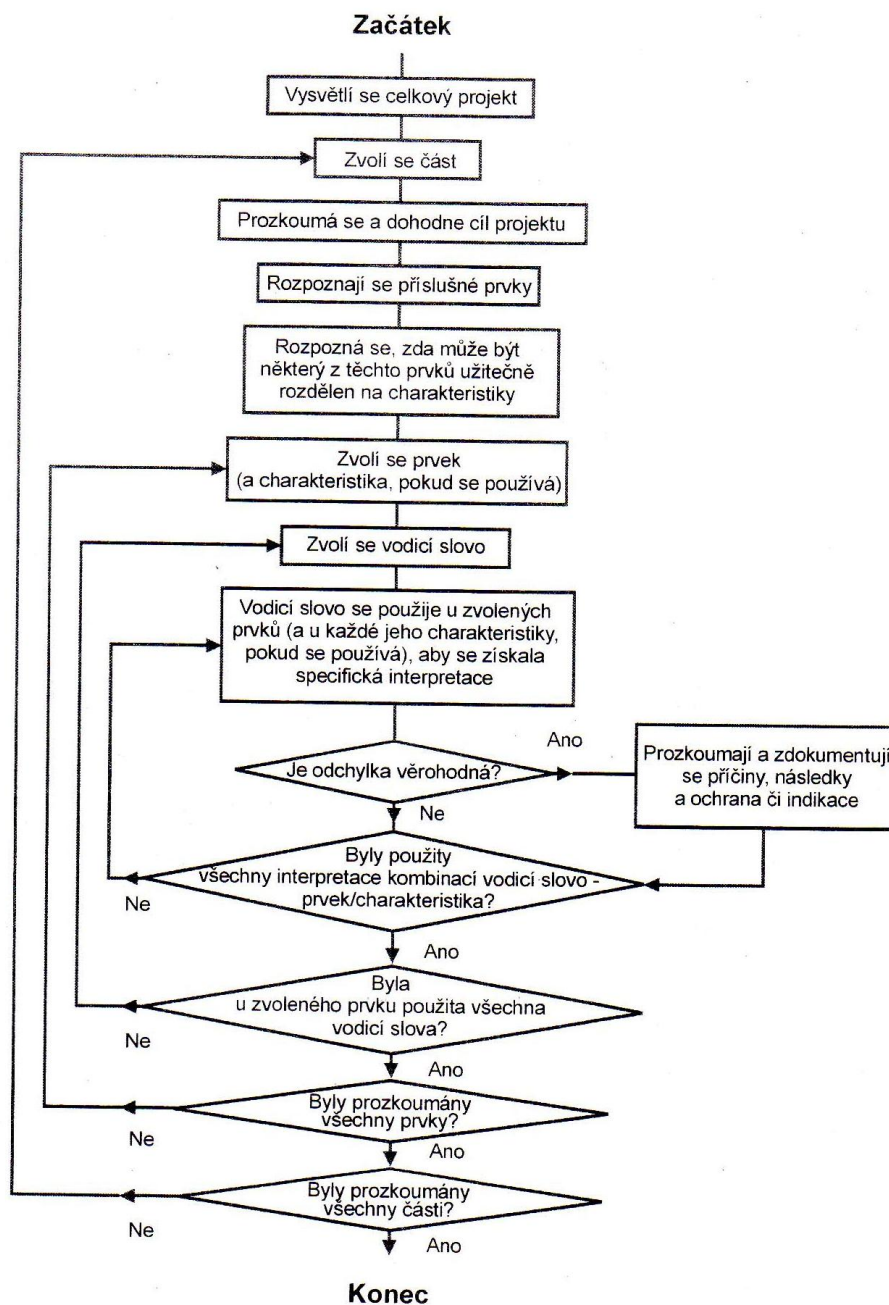 Začátek
Vysvětlí se celkový projekt
Zvolí se část
Prozkoumá se a dohodne cíl projektu
Rozpoznají se příslušné prvky
Rozpozná se, zda může být
některý z těchto prvků užitečně
rozdělen na charakteristiky
Zvolí se prvek
(a charakteristika, pokud se používá)
Zvolí se vodicí slovo
Vodicí slovo se použije u zvolených
prvků (a u každé jeho charakteristiky,
pokud se používá), aby se získala
specifická interpretace
Ano
Je odchylka věrohodná?
Prozkoumají a zdokumentují
se příčiny, následky
a ochrana či indikace
Ne
Byly použity
všechny interpretace kombinací vodicí slovo -
prvek/charakteristika?
Ne
Ano
Byla
u zvoleného prvku použita všechna
vodicí slova?
Ne
Ano
Byly prozkoumány
všechny prvky?
Ne
Ano
Byly prozkoumány
všechny části?
Ne
Ano
Konec